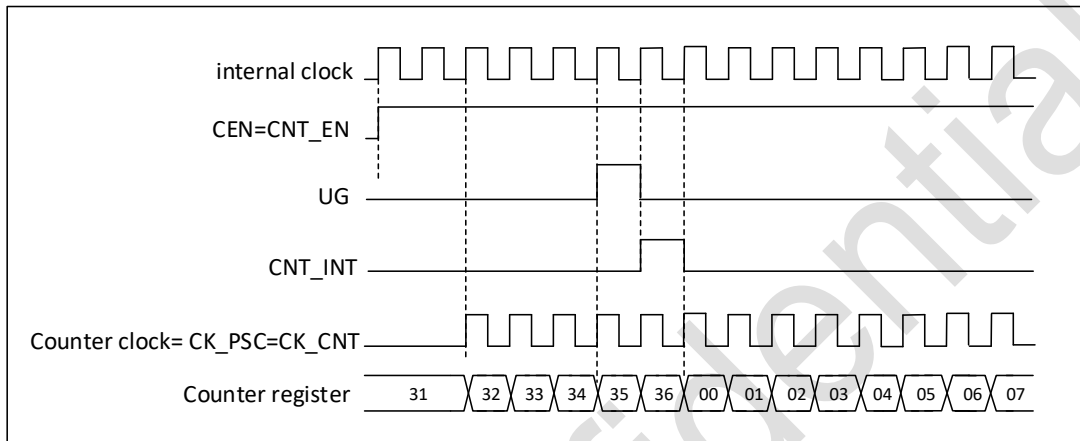 internal clock
CEN=CNT_EN
UG
CNT_INT
Counter clock= CK_PSC=CK_CNT
Counter register 31 32 33 34 35 36 00 01 02 03 04 05 06 07